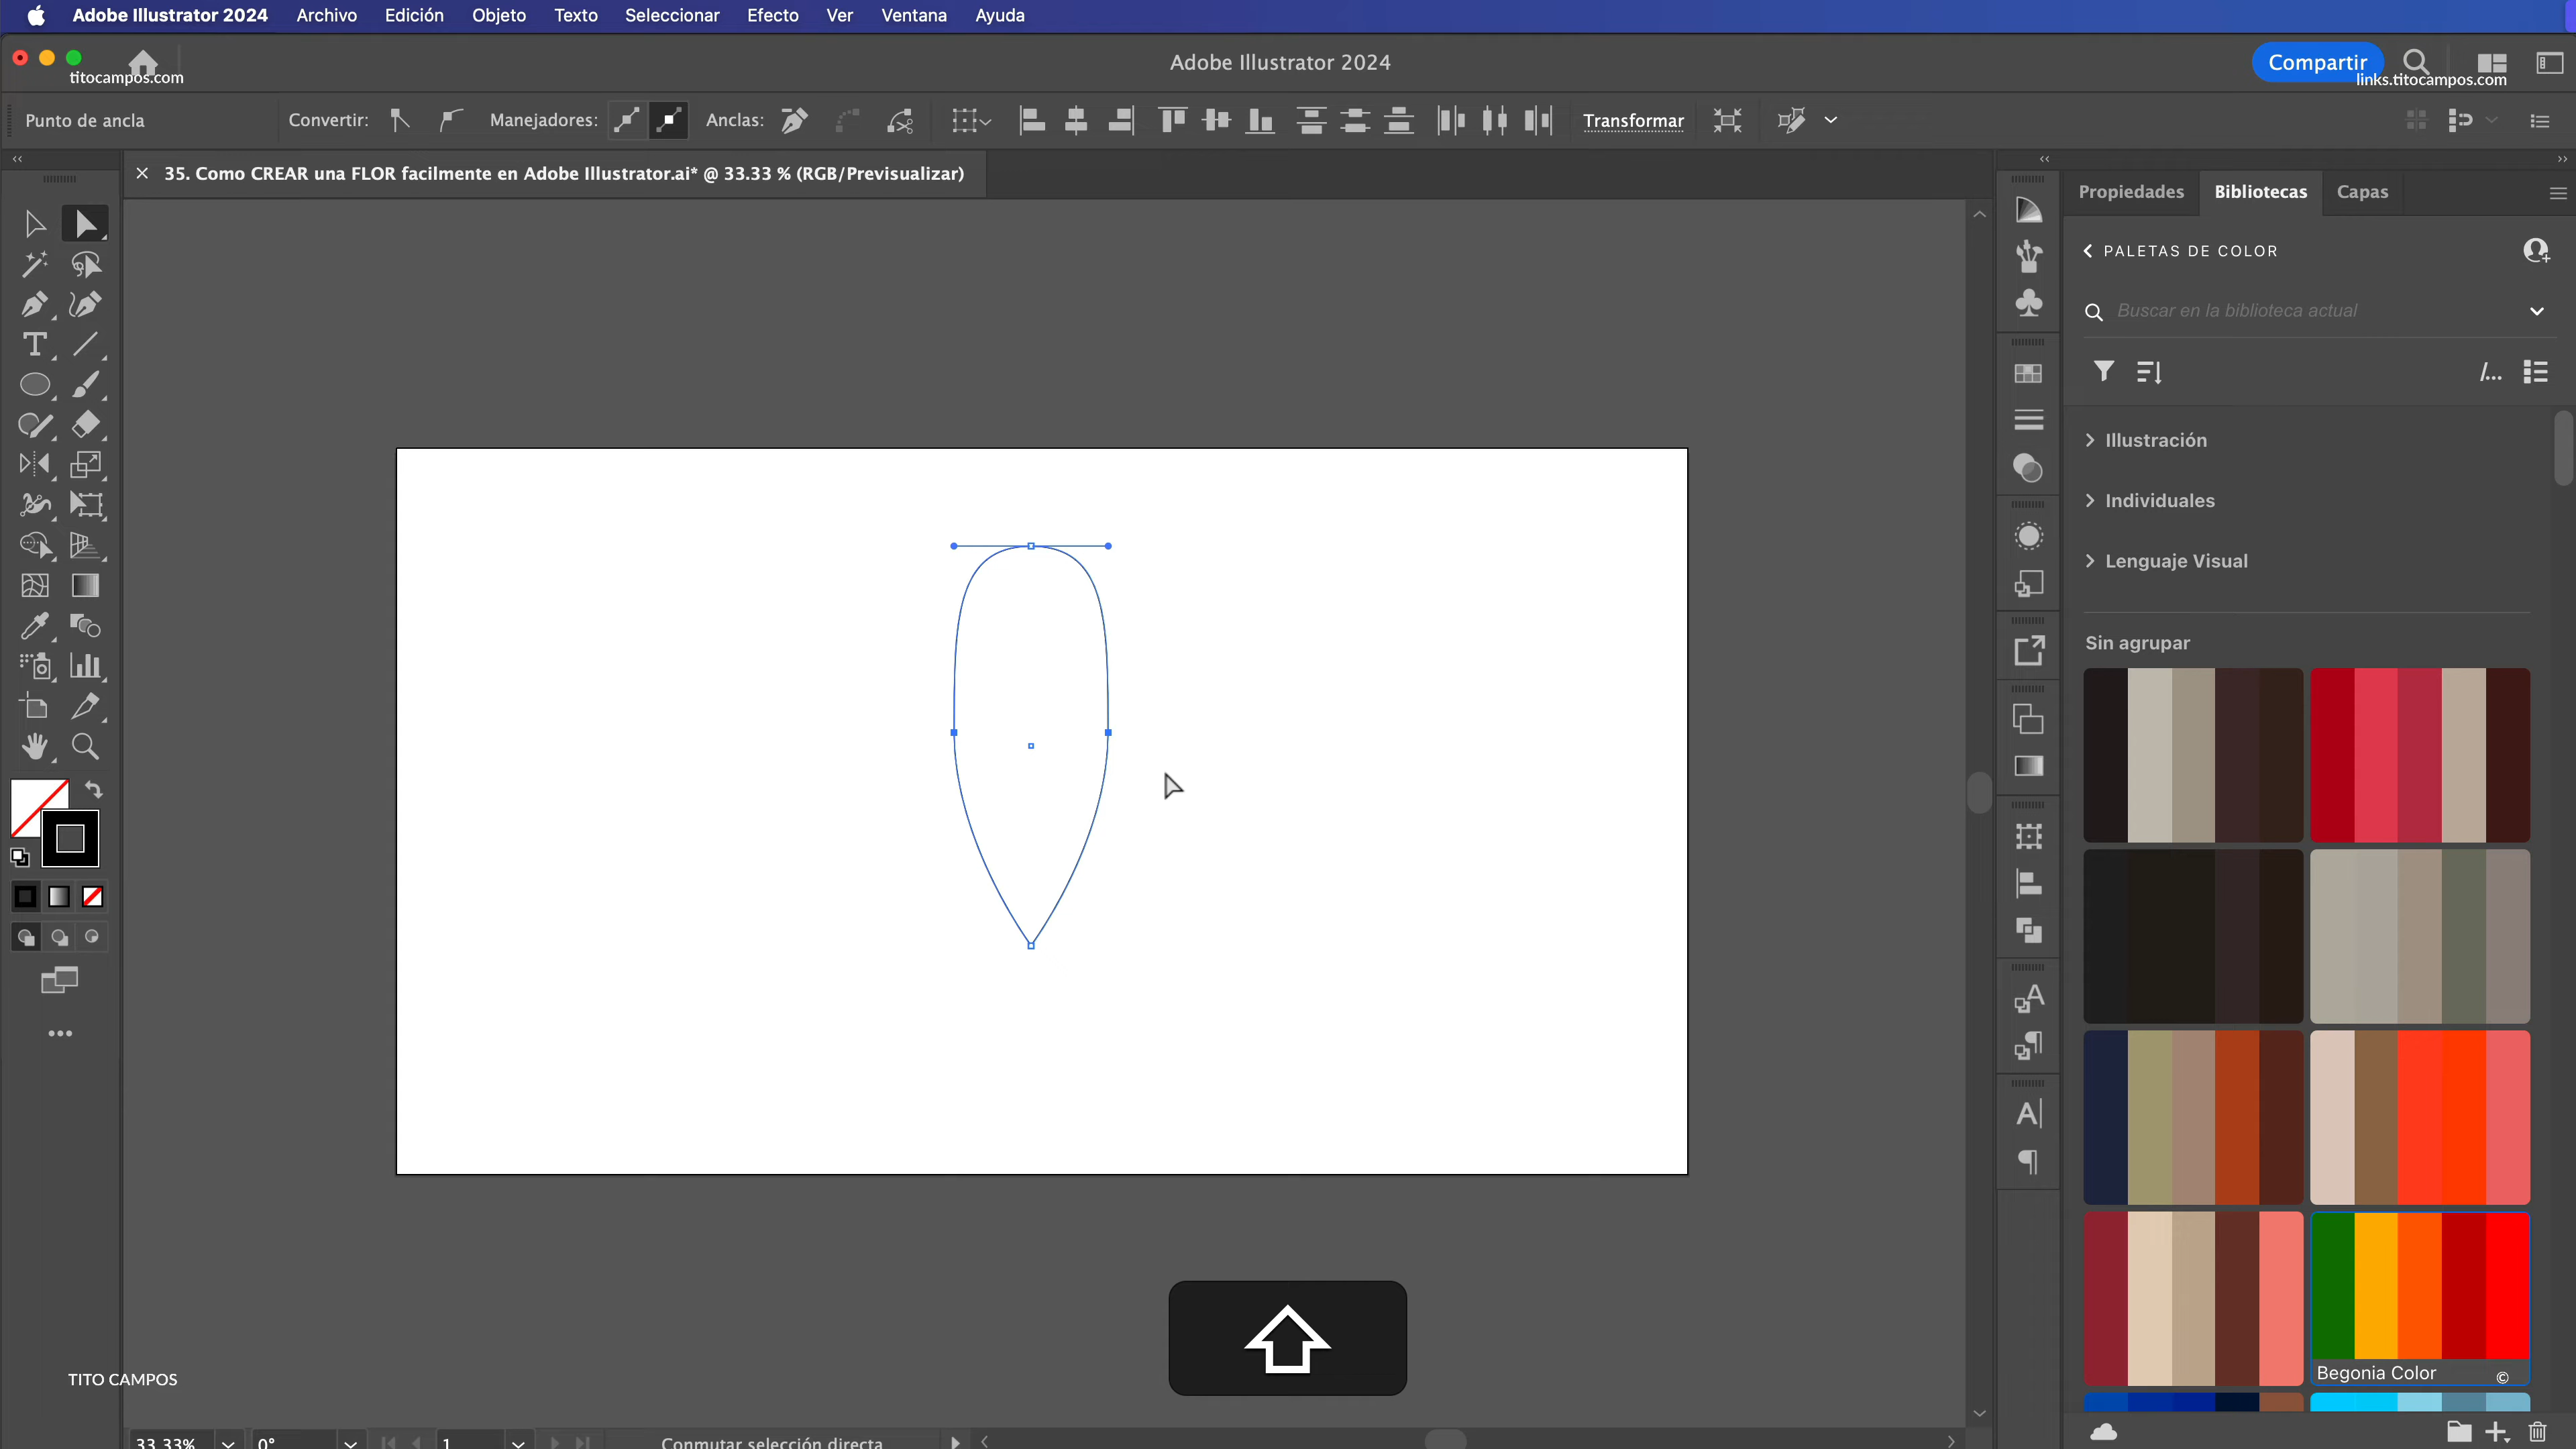 Adobe Illustrator 2024 Archivo Edición Objeto Texto Seleccionar Efecto Ver Ventana Ayuda
Adobe Illustrator 2024
Compartir
titocampos.com
links.titocampos.com
Punto de ancla Convertir: Manejadores: Anclas: Transformar
35. Como CREAR una FLOR facilmente en Adobe Illustrator.ai* @ 33.33 % (RGB/Previsualizar)
Propiedades Bibliotecas Capas
PALETAS DE COLOR
Buscar en la biblioteca actual
Illustración
Individuales
Lenguaje Visual
Sin agrupar
Begonia Color ©
TITO CAMPOS
33.33% 0° 1 Conmutar selección directa